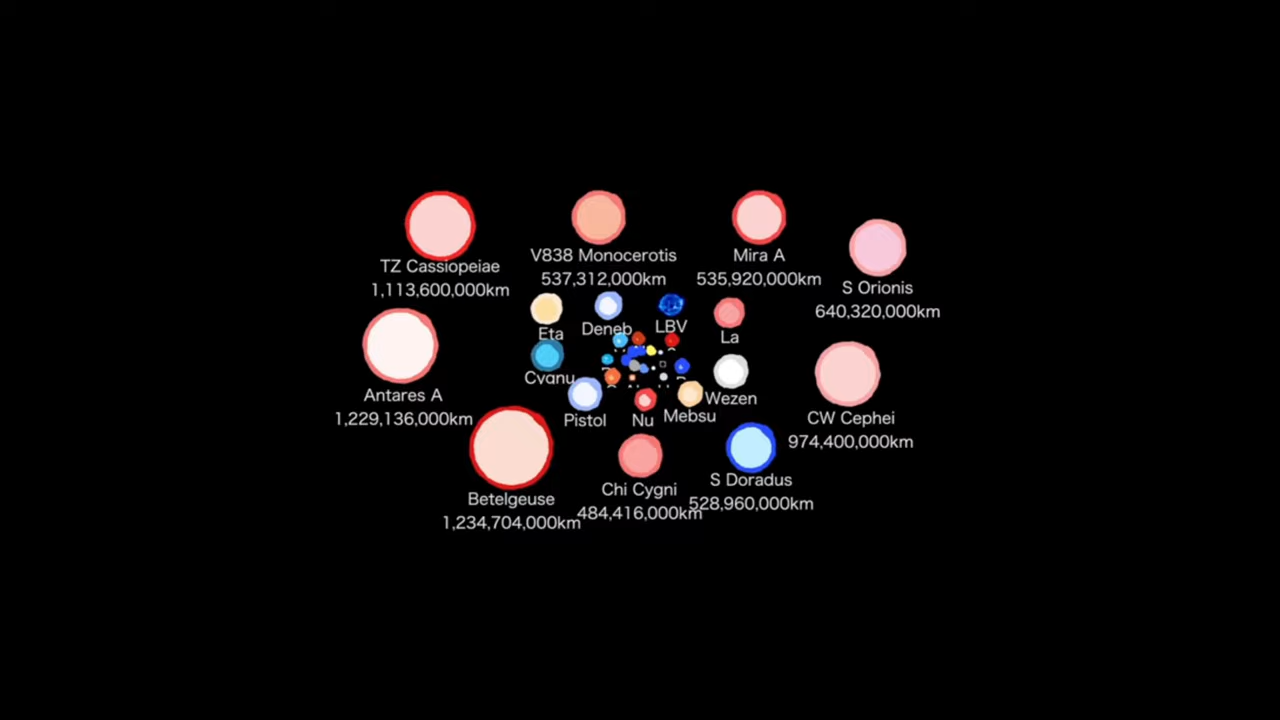 TZ Cassiopeiae
1,113,600,000km
V838 Monocerotis
537,312,000km
Mira A
535,920,000km
S Orionis
640,320,000km
Eta
Deneb
LBV
La
Antares A
1,229,136,000km
Cyanu
Pistol
Nu
Mebsu
Wezen
CW Cephei
974,400,000km
Betelgeuse
1,234,704,000km
Chi Cygni
484,416,000km
S Doradus
528,960,000km